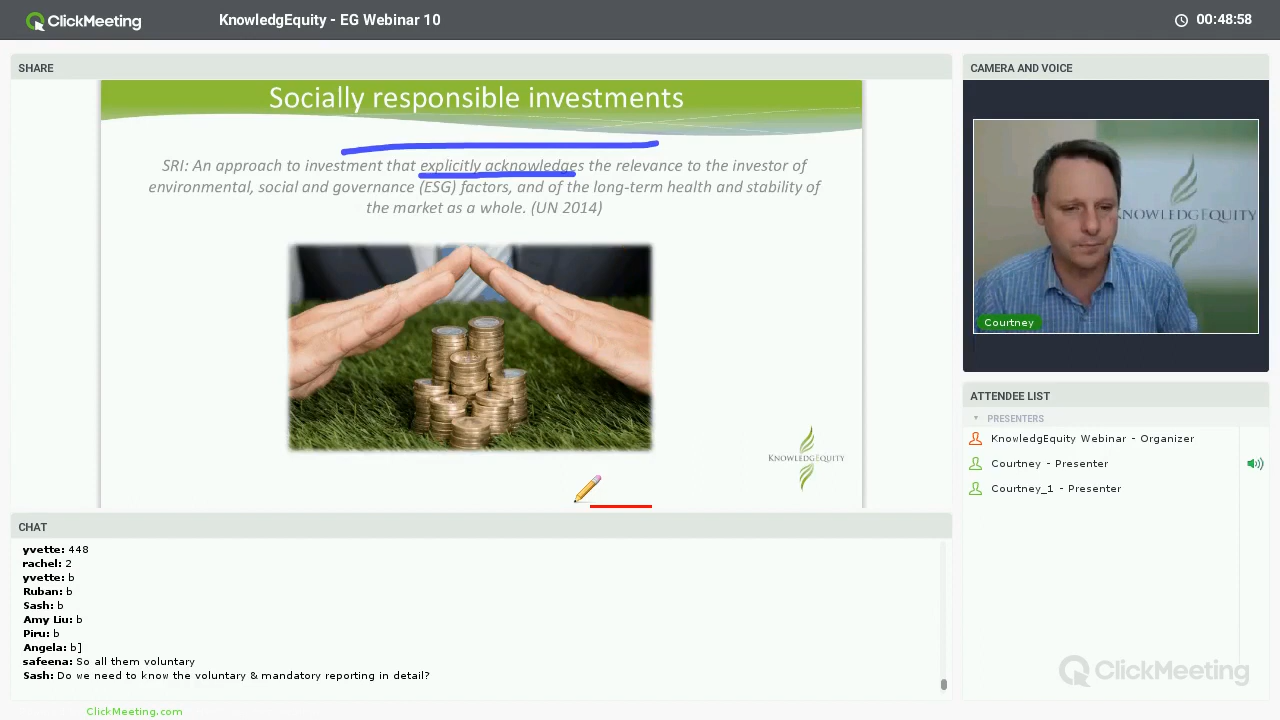 ClickMeeting
KnowledgEquity - EG Webinar 10
00:48:58
SHARE
Socially responsible investments
SRI: An approach to investment that explicitly acknowledges the relevance to the investor of
environmental, social and governance (ESG) factors, and of the long-term health and stability of
the market as a whole. (UN 2014)
KNOWLEDGEQUITY
CAMERA AND VOICE
KNOWLEDGEQUITY
Courtney
ATTENDEE LIST
PRESENTERS
KnowledgEquity Webinar - Organizer
Courtney - Presenter
Courtney_1 - Presenter
CHAT
yvette: 448
rachel: 2
yvette: b
Ruban: b
Sash: b
Amy Liu: b
Piru: b
Angela: b]
safeena: So all them voluntary
Sash: Do we need to know the voluntary & mandatory reporting in detail?
ClickMeeting
ClickMeeting.com